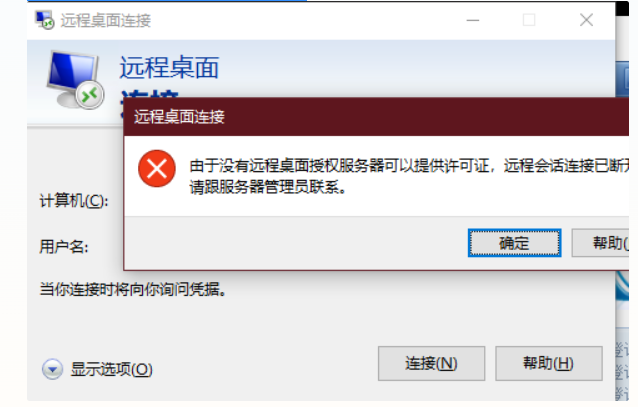 远程桌面连接
远程桌面
远程桌面连接
由于没有远程桌面授权服务器可以提供许可证，远程会话连接已断
请跟服务器管理员联系。
计算机(C):
确定
帮助(
用户名:
当你连接时将向你询问凭据。
显示选项(O)
连接(N)
帮助(H)